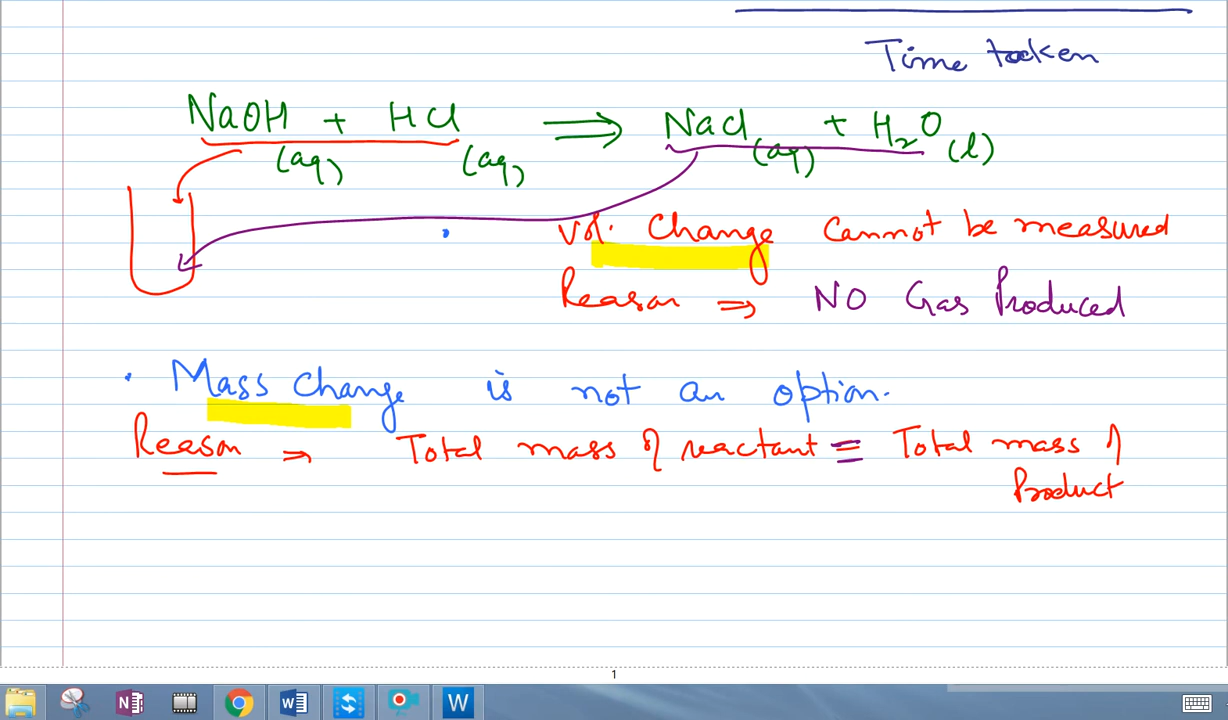 Time taken
NaOH + HCl ⟹ NaCl + H₂O
(aq) (aq) (aq) (l)
Vol. Change cannot be measured
Reason ⇒ NO Gas Produced
. Mass Change is not an option.
Reason ⇒ Total mass of reactant = Total mass of
Product
1
N
W
W